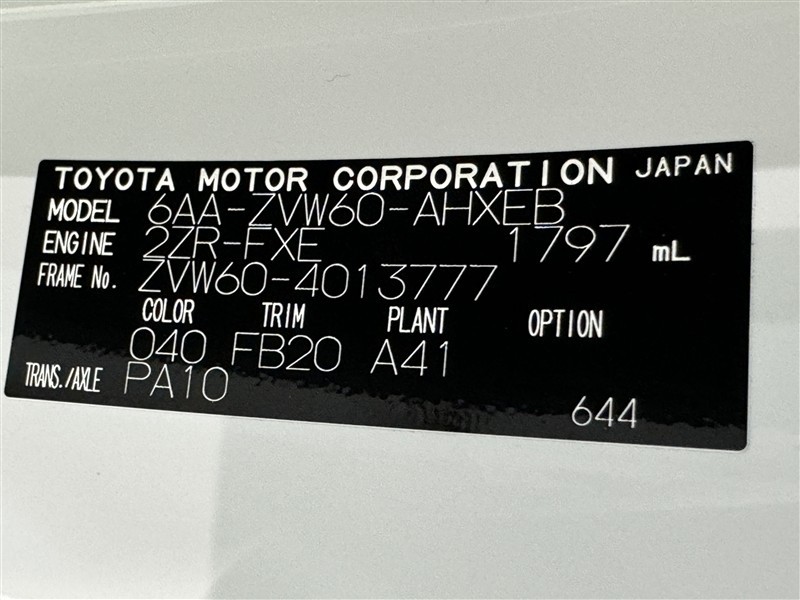 TOYOTA MOTOR CORPORATION JAPAN
MODEL 6AA-ZVW60-AHXEB
ENGINE 2ZR-FXE 1797 mL
FRAME No. ZVW60-4013777
COLOR TRIM PLANT OPTION
040 FB20 A41
TRANS./AXLE PA10
644